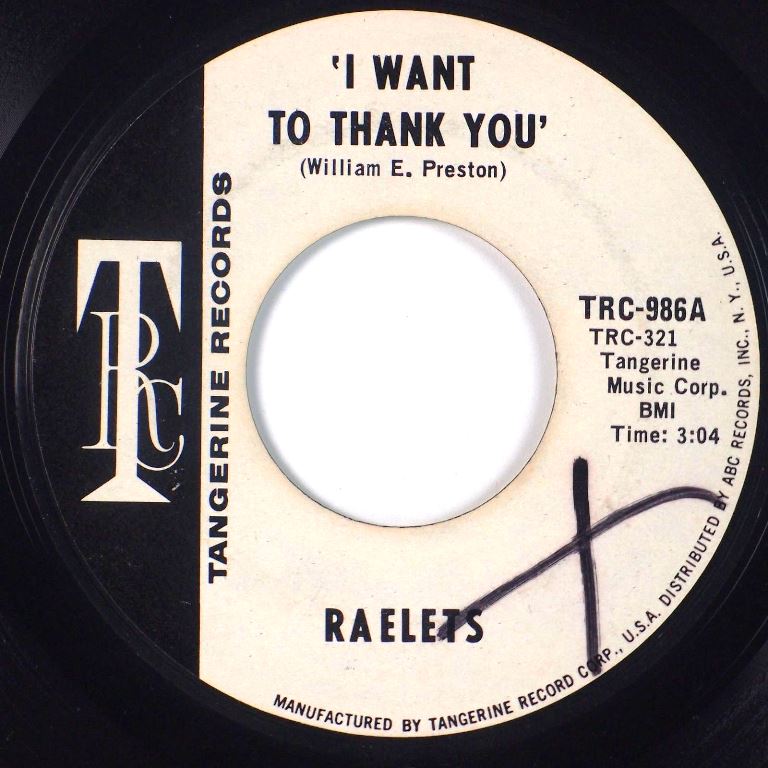 'I WANT
TO THANK YOU'
(William E. Preston)
TRC
TANGERINE RECORDS
TRC-986A
TRC-321
Tangerine
Music Corp.
BMI
Time: 3:04
RAELETS
MANUFACTURED BY TANGERINE RECORD CORP., U.S.A. DISTRIBUTED BY ABC RECORDS, INC., N.Y., U.S.A.